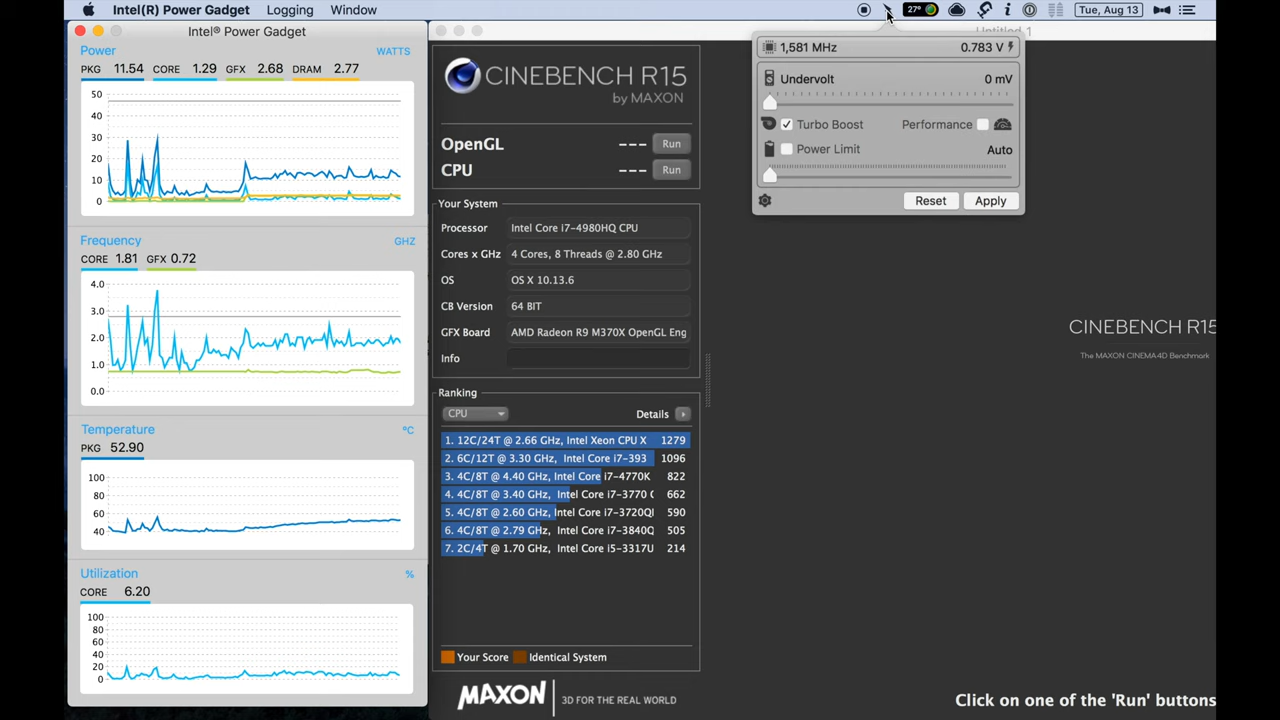 Intel(R) Power Gadget Logging Window
27° Tue, Aug 13
Intel® Power Gadget
Power
WATTS
PKG 11.54 CORE 1.29 GFX 2.68 DRAM 2.77
50
40
30
20
10
0
Frequency
GHZ
CORE 1.81 GFX 0.72
4.0
3.0
2.0
1.0
0.0
Temperature
°C
PKG 52.90
100
80
60
40
Utilization
%
CORE 6.20
100
80
60
40
20
0
Untitled 1
CINEBENCH R15
by MAXON
OpenGL --- Run
CPU --- Run
Your System
Processor Intel Core i7-4980HQ CPU
Cores x GHz 4 Cores, 8 Threads @ 2.80 GHz
OS OS X 10.13.6
CB Version 64 BIT
GFX Board AMD Radeon R9 M370X OpenGL Eng
Info
Ranking
CPU Details
1. 12C/24T @ 2.66 GHz, Intel Xeon CPU X 1279
2. 6C/12T @ 3.30 GHz, Intel Core i7-393 1096
3. 4C/8T @ 4.40 GHz, Intel Core i7-4770K 822
4. 4C/8T @ 3.40 GHz, Intel Core i7-3770 ( 662
5. 4C/8T @ 2.60 GHz, Intel Core i7-3720Q 590
6. 4C/8T @ 2.79 GHz, Intel Core i7-3840Q 505
7. 2C/4T @ 1.70 GHz, Intel Core i5-3317U 214
Your Score Identical System
MAXON 3D FOR THE REAL WORLD
1,581 MHz 0.783 V
Undervolt 0 mV
Turbo Boost Performance
Power Limit Auto
Reset Apply
CINEBENCH R15
The MAXON CINEMA4D Benchmark
Click on one of the 'Run' buttons